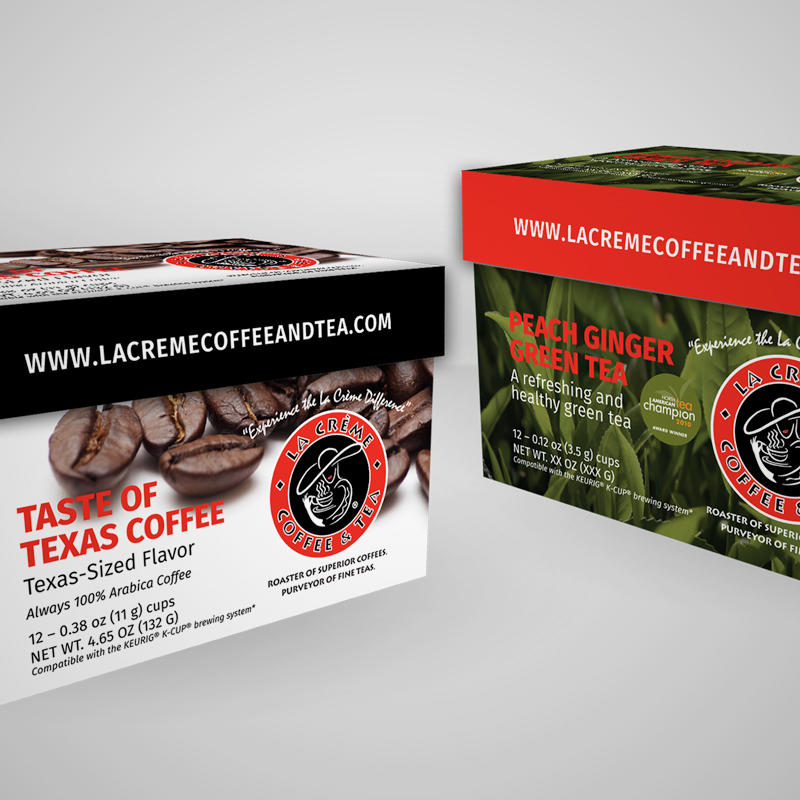 WWW.LACREMECOFFEEANDTEA.COM
"Experience the La Crème Difference"
LA CRÈME
COFFEE & TEA
®
TASTE OF
TEXAS COFFEE
Texas-Sized Flavor
Always 100% Arabica Coffee
12 – 0.38 oz (11 g) cups
NET WT. 4.65 OZ (132 G)
Compatible with the KEURIG® K-CUP® brewing system*
ROASTER OF SUPERIOR COFFEES.
PURVEYOR OF FINE TEAS.
WWW.LACREMECOFFEEANDTE
PEACH GINGER
GREEN TEA
A refreshing and
healthy green tea
"Experience the La C
NORTH
AMERICAN tea
champion
2010
AWARD WINNER
12 – 0.12 oz (3.5 g) cups
NET WT. XX OZ (XXX G)
Compatible with the KEURIG® K-CUP® brewing system*
LA CRÈ
COFFEE &
ROASTER OF SUPERIO
PURVEYOR OF FI